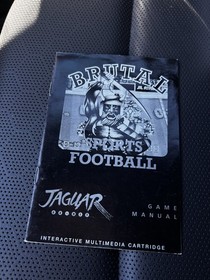 BRUTAL
SPORTS
FOOTBALL
JAGUAR
GAME
MANUAL
INTERACTIVE MULTIMEDIA CARTRIDGE